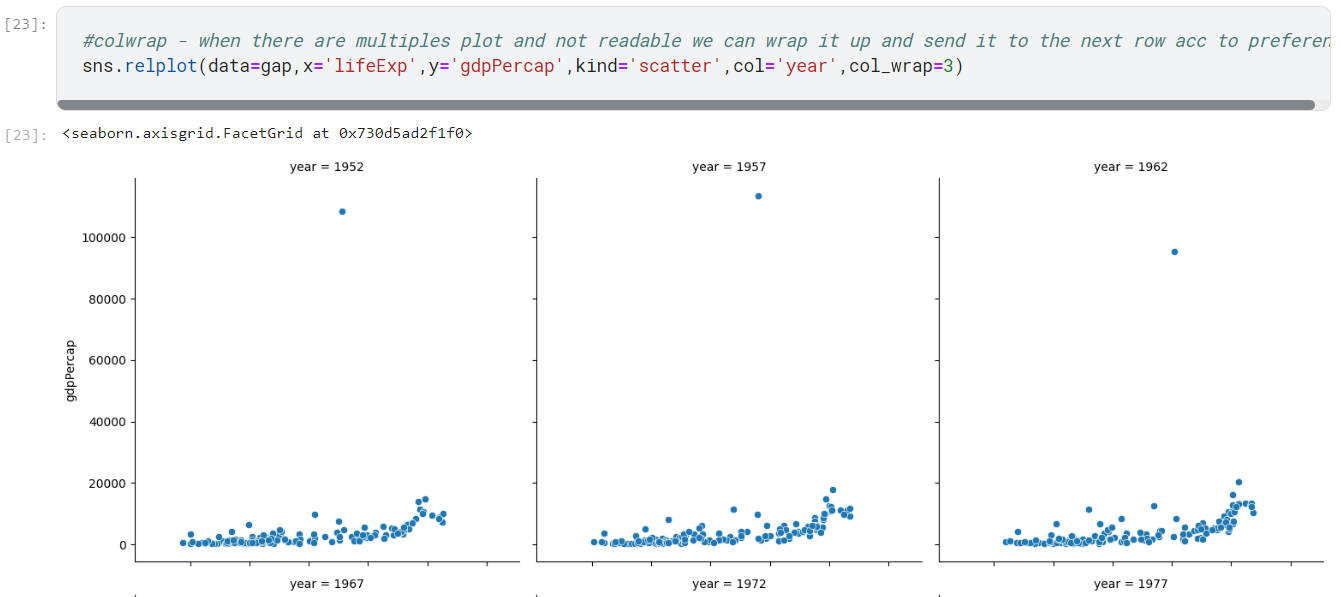 [23]:
#colwrap - when there are multiples plot and not readable we can wrap it up and send it to the next row acc to preferen
sns.relplot(data=gap,x='lifeExp',y='gdpPercap',kind='scatter',col='year',col_wrap=3)
[23]: <seaborn.axisgrid.FacetGrid at 0x730d5ad2f1f0>
year = 1952 year = 1957 year = 1962
100000
80000
60000
gdpPercap
40000
20000
0
year = 1967 year = 1972 year = 1977